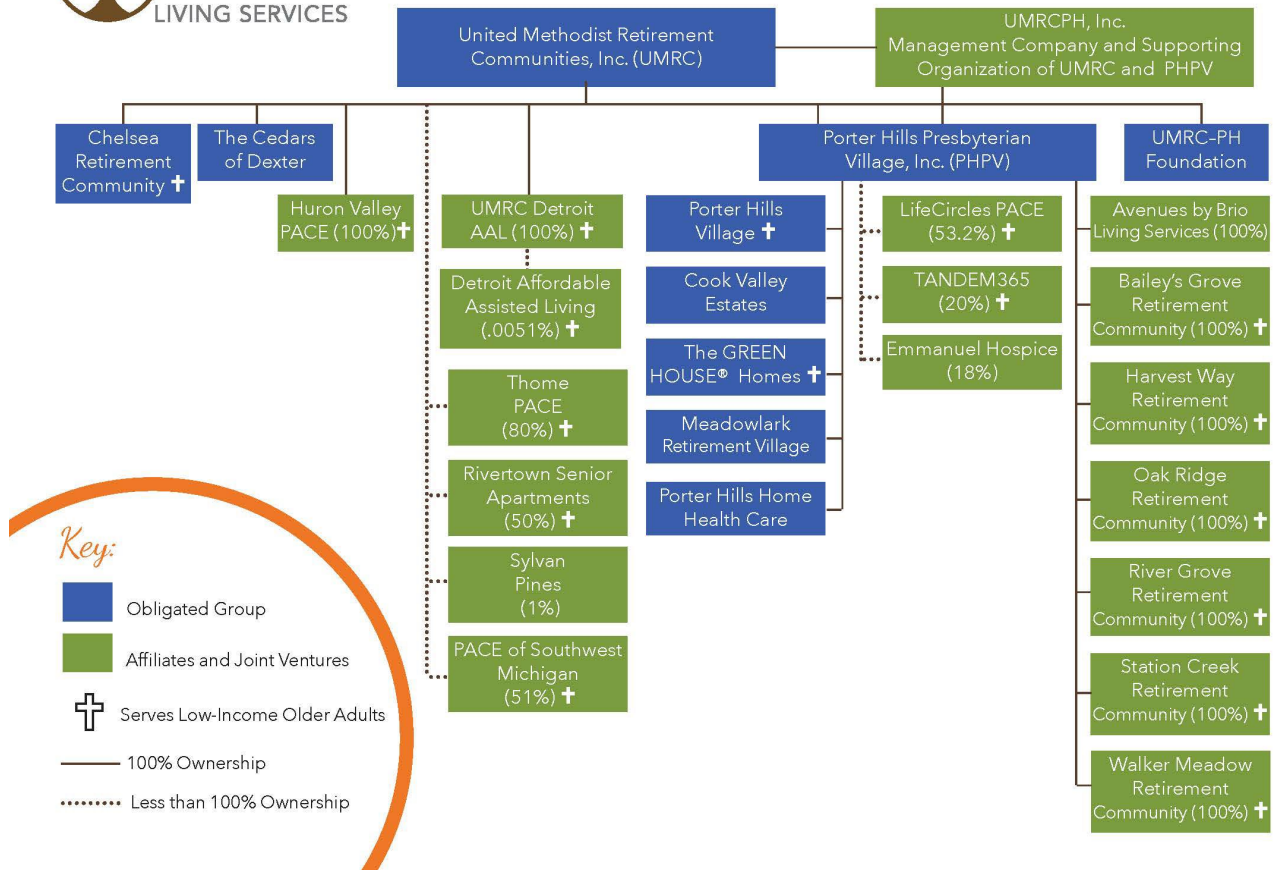 LIVING SERVICES
United Methodist Retirement
Communities, Inc. (UMRC)
UMRCPH, Inc.
Management Company and Supporting
Organization of UMRC and PHPV
Chelsea
Retirement
Community ✝
The Cedars
of Dexter
Porter Hills Presbyterian
Village, Inc. (PHPV)
UMRC-PH
Foundation
Huron Valley
PACE (100%)✝
UMRC Detroit
AAL (100%) ✝
Detroit Affordable
Assisted Living
(.0051%) ✝
Thome
PACE
(80%) ✝
Rivertown Senior
Apartments
(50%) ✝
Sylvan
Pines
(1%)
PACE of Southwest
Michigan
(51%) ✝
Porter Hills
Village ✝
Cook Valley
Estates
The GREEN
HOUSE® Homes ✝
Meadowlark
Retirement Village
Porter Hills Home
Health Care
LifeCircles PACE
(53.2%) ✝
TANDEM365
(20%) ✝
Emmanuel Hospice
(18%)
Avenues by Brio
Living Services (100%)
Bailey's Grove
Retirement
Community (100%) ✝
Harvest Way
Retirement
Community (100%) ✝
Oak Ridge
Retirement
Community (100%) ✝
River Grove
Retirement
Community (100%) ✝
Station Creek
Retirement
Community (100%) ✝
Walker Meadow
Retirement
Community (100%) ✝
Key:
Obligated Group
Affiliates and Joint Ventures
Serves Low-Income Older Adults
100% Ownership
Less than 100% Ownership